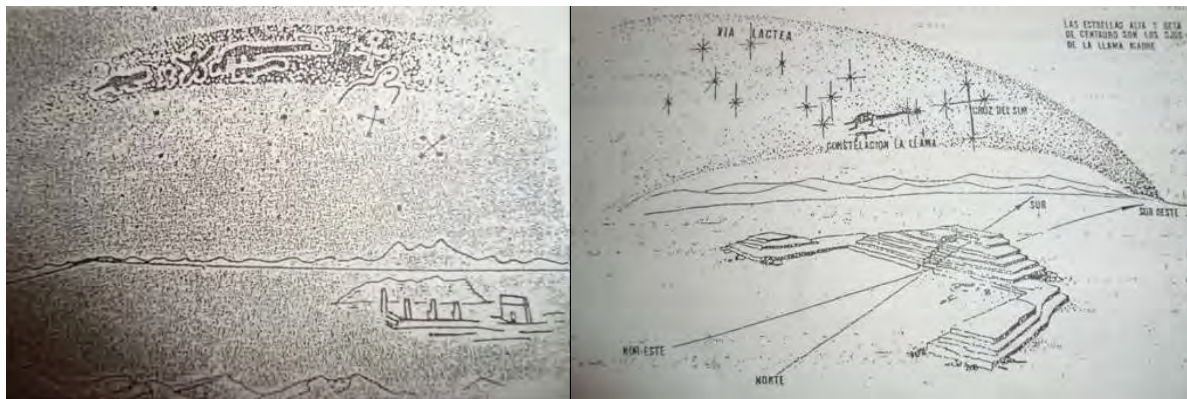 LAS ESTRELLAS ALFA Y BETA
DE CENTAURO SON LOS OJOS
DE LA LLAMA MADRE
VIA LACTEA
CRUZ DEL SUR
CONSTELACION LA LLAMA
SUR
SUR OESTE
NOR-ESTE
NORTE